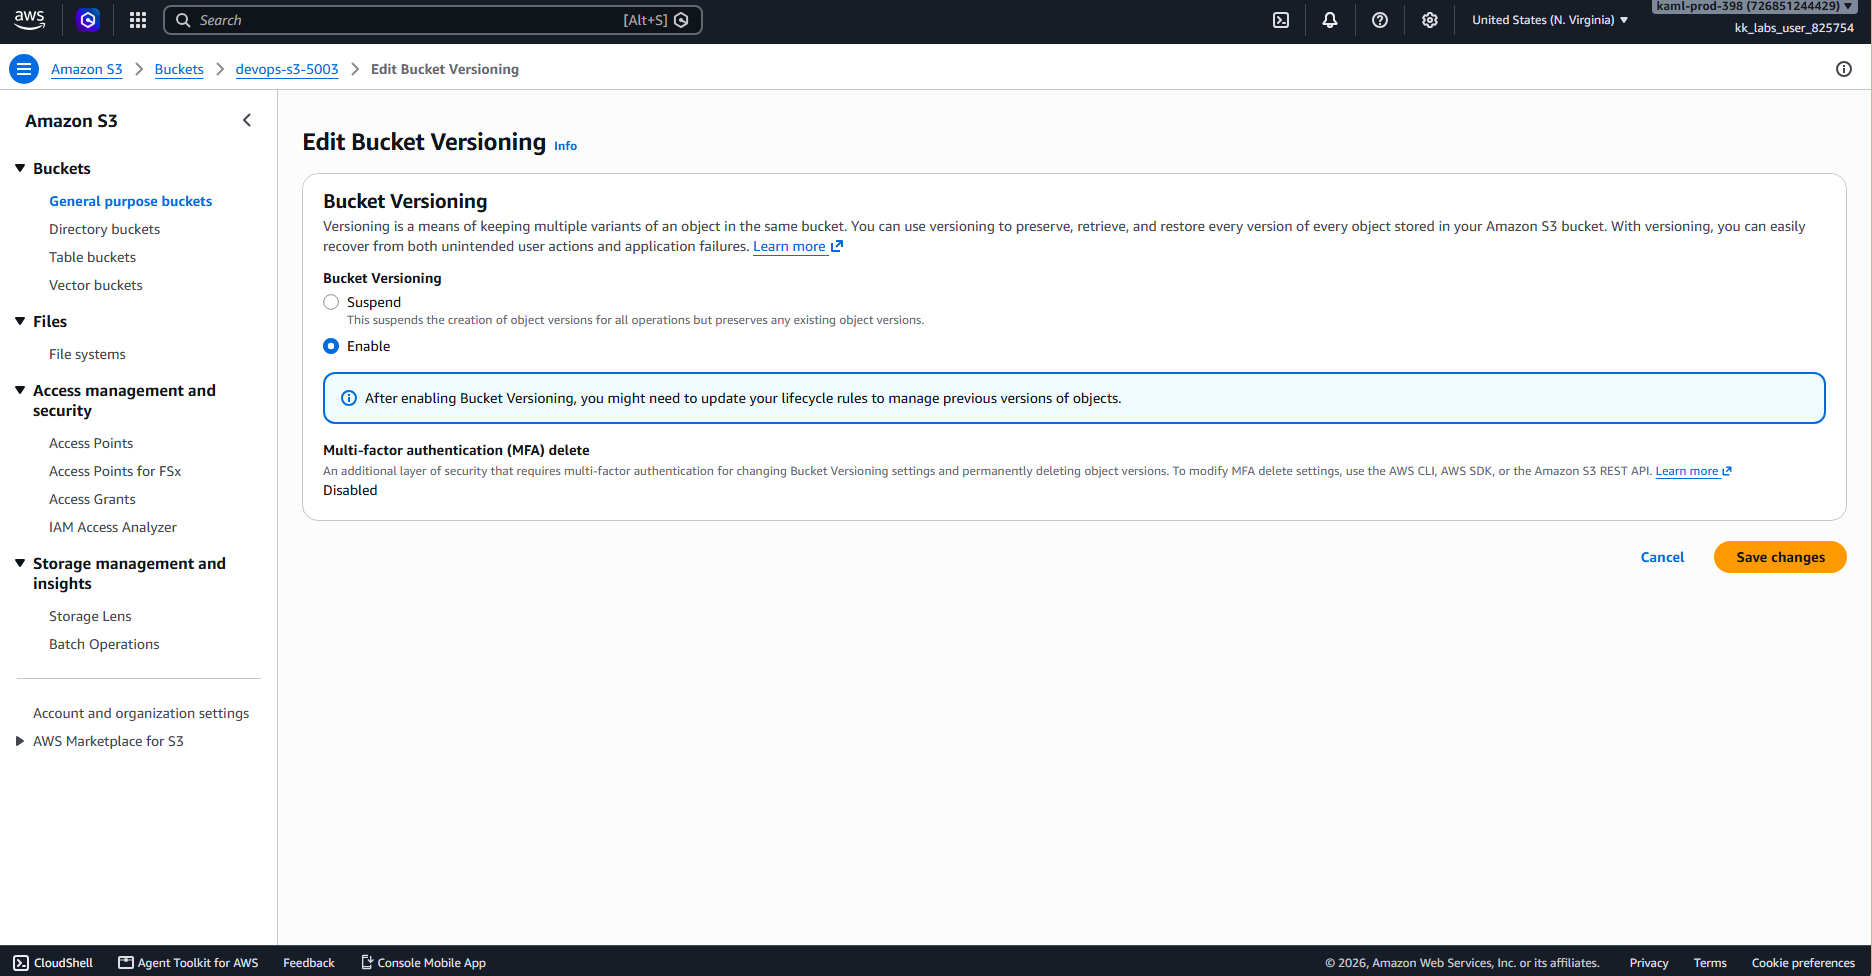 aws
Search
[Alt+S]
United States (N. Virginia)
kaml-prod-398 (726851244429)
kk_labs_user_825754
Amazon S3
Buckets
devops-s3-5003
Edit Bucket Versioning
Amazon S3
Buckets
General purpose buckets
Directory buckets
Table buckets
Vector buckets
Files
File systems
Access management and
security
Access Points
Access Points for FSx
Access Grants
IAM Access Analyzer
Storage management and
insights
Storage Lens
Batch Operations
Account and organization settings
AWS Marketplace for S3
Edit Bucket Versioning Info
Bucket Versioning
Versioning is a means of keeping multiple variants of an object in the same bucket. You can use versioning to preserve, retrieve, and restore every version of every object stored in your Amazon S3 bucket. With versioning, you can easily
recover from both unintended user actions and application failures. Learn more
Bucket Versioning
Suspend
This suspends the creation of object versions for all operations but preserves any existing object versions.
Enable
After enabling Bucket Versioning, you might need to update your lifecycle rules to manage previous versions of objects.
Multi-factor authentication (MFA) delete
An additional layer of security that requires multi-factor authentication for changing Bucket Versioning settings and permanently deleting object versions. To modify MFA delete settings, use the AWS CLI, AWS SDK, or the Amazon S3 REST API. Learn more
Disabled
Cancel
Save changes
CloudShell
Agent Toolkit for AWS
Feedback
Console Mobile App
© 2026, Amazon Web Services, Inc. or its affiliates.
Privacy
Terms
Cookie preferences